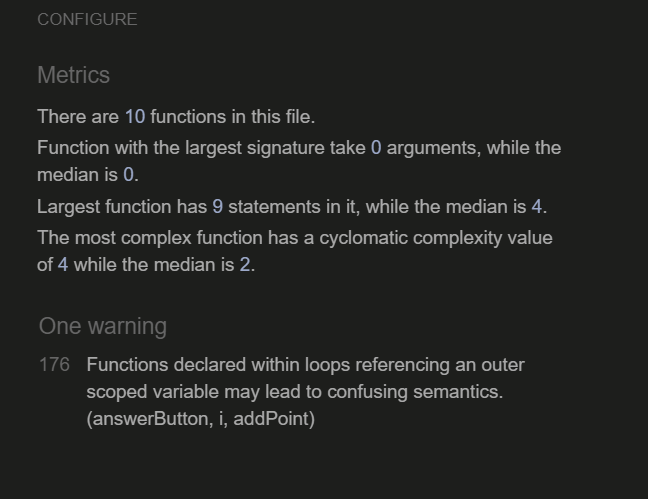 CONFIGURE
Metrics
There are 10 functions in this file.
Function with the largest signature take 0 arguments, while the
median is 0.
Largest function has 9 statements in it, while the median is 4.
The most complex function has a cyclomatic complexity value
of 4 while the median is 2.
One warning
176 Functions declared within loops referencing an outer
scoped variable may lead to confusing semantics.
(answerButton, i, addPoint)